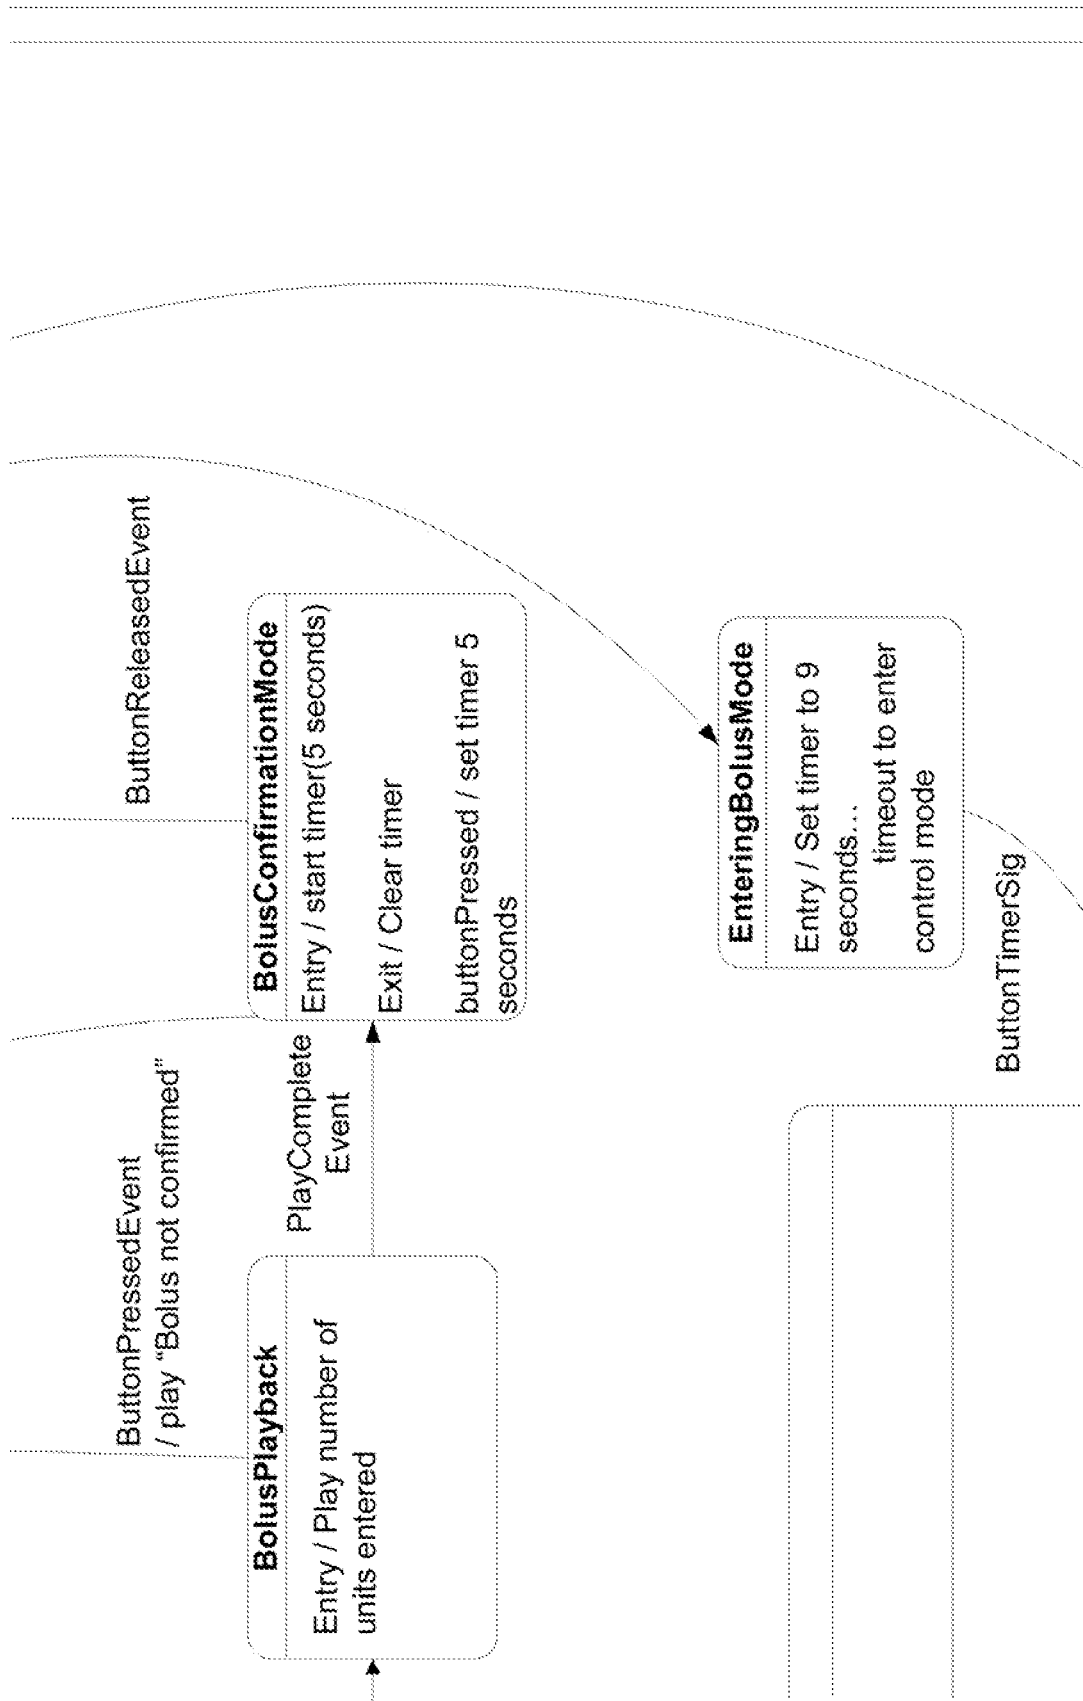 ButtonPressedEvent
/ play “Bolus not confirmed”
ButtonReleasedEvent
BolusPlayback
Entry / Play number of
units entered
PlayComplete
Event
BolusConfirmationMode
Entry / start timer(5 seconds)
Exit / Clear timer
buttonPressed / set timer 5
seconds
EnteringBolusMode
Entry / Set timer to 9
seconds…
timeout to enter
control mode
ButtonTimerSig